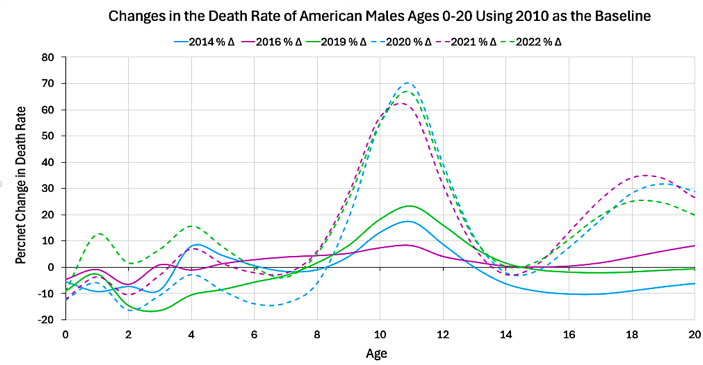 Changes in the Death Rate of American Males Ages 0-20 Using 2010 as the Baseline
2014 % Δ 2016 % Δ 2019 % Δ 2020 % Δ 2021 % Δ 2022 % Δ
Percnet Change in Death Rate
80
70
60
50
40
30
20
10
0
-10
-20
0 2 4 6 8 10 12 14 16 18 20
Age